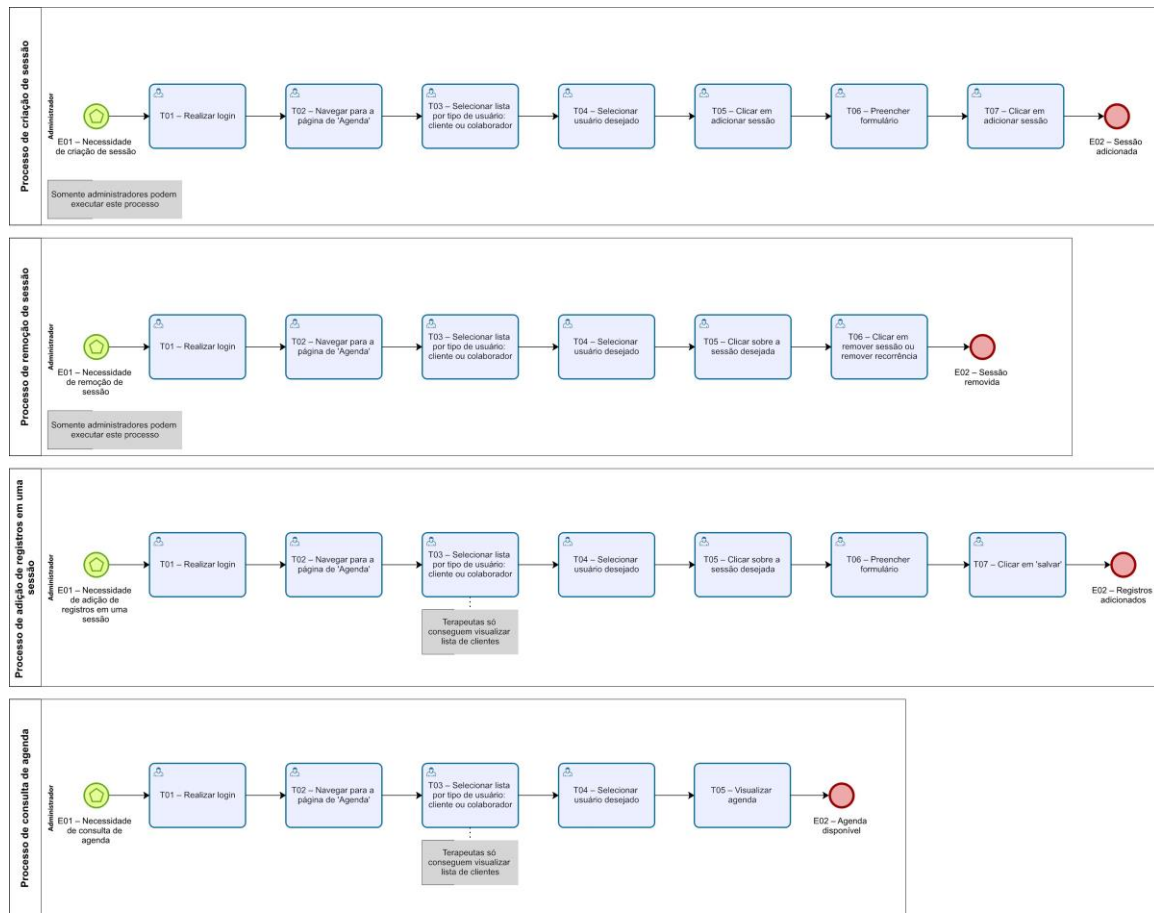 Processo de criação de sessão
Administrador
E01 – Necessidade
de criação de sessão
T01 – Realizar login
T02 – Navegar para a
página de 'Agenda'
T03 – Selecionar lista
por tipo de usuário:
cliente ou colaborador
T04 – Selecionar
usuário desejado
T05 – Clicar em
adicionar sessão
T06 – Preencher
formulário
T07 – Clicar em
adicionar sessão
E02 – Sessão
adicionada
Somente administradores podem
executar este processo
Processo de remoção de sessão
Administrador
E01 – Necessidade
de remoção de
sessão
T01 – Realizar login
T02 – Navegar para a
página de 'Agenda'
T03 – Selecionar lista
por tipo de usuário:
cliente ou colaborador
T04 – Selecionar
usuário desejado
T05 – Clicar sobre a
sessão desejada
T06 – Clicar em
remover sessão ou
remover recorrência
E02 – Sessão
removida
Somente administradores podem
executar este processo
Processo de adição de registros em uma
sessão
Administrador
E01 – Necessidade
de adição de
registros em uma
sessão
T01 – Realizar login
T02 – Navegar para a
página de 'Agenda'
T03 – Selecionar lista
por tipo de usuário:
cliente ou colaborador
T04 – Selecionar
usuário desejado
T05 – Clicar sobre a
sessão desejada
T06 – Preencher
formulário
T07 – Clicar em 'salvar'
E02 – Registros
adicionados
Terapeutas só
conseguem visualizar
lista de clientes
Processo de consulta de agenda
Administrador
E01 – Necessidade
de consulta de
agenda
T01 – Realizar login
T02 – Navegar para a
página de 'Agenda'
T03 – Selecionar lista
por tipo de usuário:
cliente ou colaborador
T04 – Selecionar
usuário desejado
T05 – Visualizar
agenda
E02 – Agenda
disponível
Terapeutas só
conseguem visualizar
lista de clientes